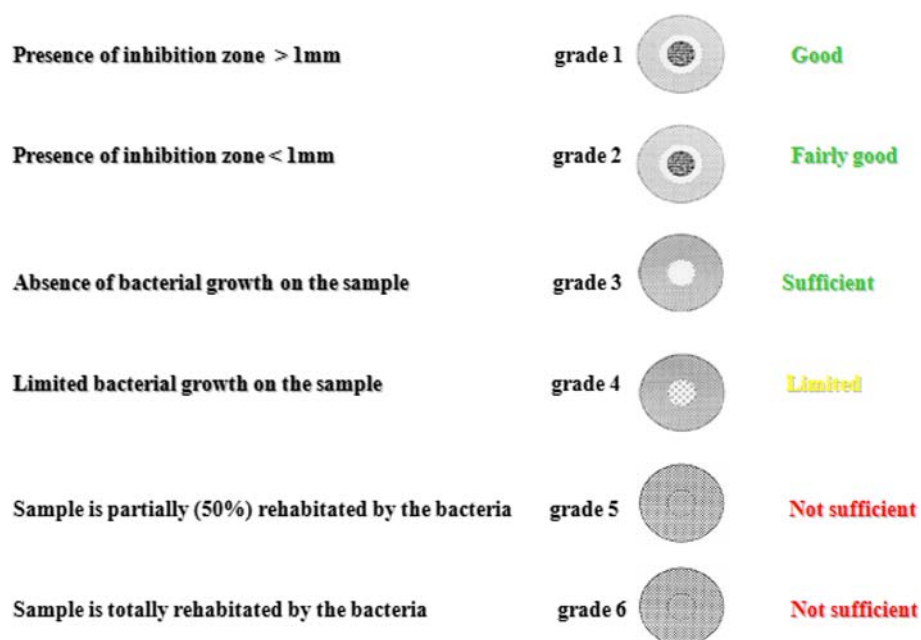 Presence of inhibition zone > 1mm grade 1 Good
Presence of inhibition zone < 1mm grade 2 Fairly good
Absence of bacterial growth on the sample grade 3 Sufficient
Limited bacterial growth on the sample grade 4 Limited
Sample is partially (50%) rehabitated by the bacteria grade 5 Not sufficient
Sample is totally rehabitated by the bacteria grade 6 Not sufficient